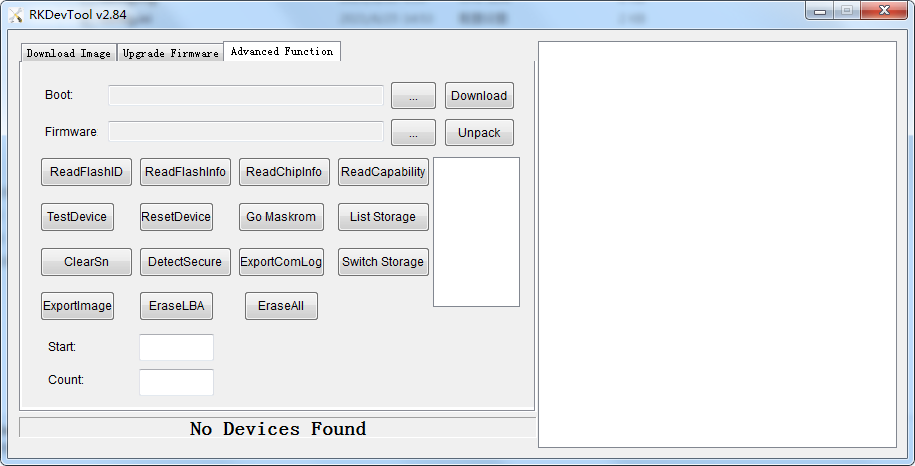 RKDevTool v2.84
Download Image Upgrade Firmware Advanced Function
Boot: ... Download
Firmware ... Unpack
ReadFlashID ReadFlashInfo ReadChipInfo ReadCapability
TestDevice ResetDevice Go Maskrom List Storage
ClearSn DetectSecure ExportComLog Switch Storage
ExportImage EraseLBA EraseAll
Start:
Count:
No Devices Found